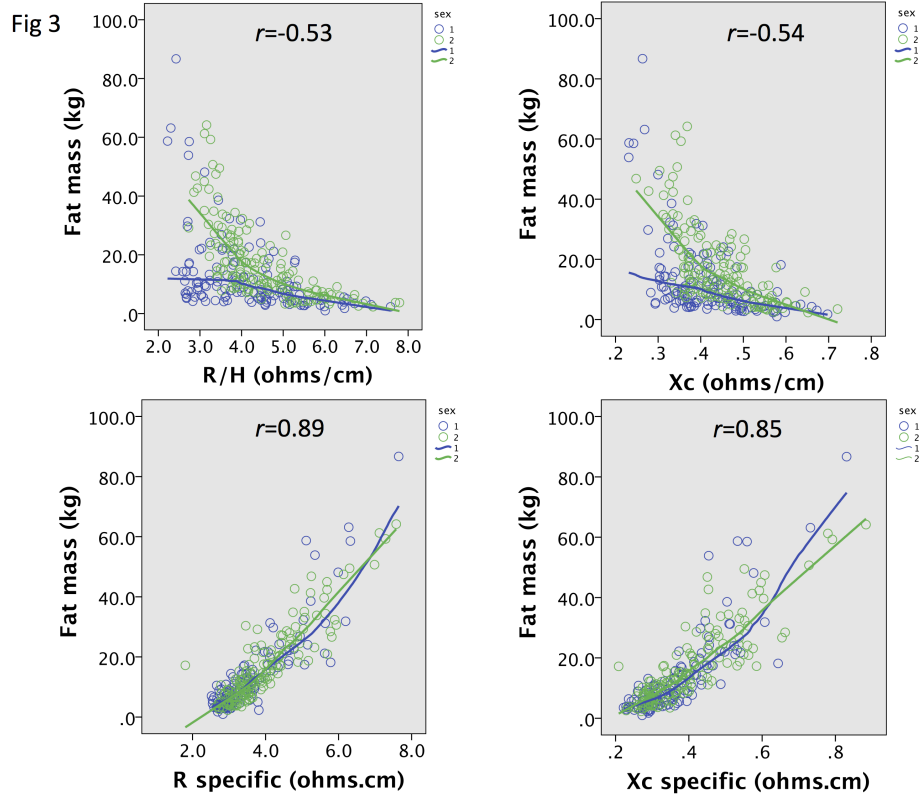 Fig 3
r=-0.53
sex
1
2
1
2
100.0
80.0
60.0
40.0
20.0
.0
Fat mass (kg)
2.0 3.0 4.0 5.0 6.0 7.0 8.0
R/H (ohms/cm)
r=-0.54
sex
1
2
1
2
100.0
80.0
60.0
40.0
20.0
.0
Fat mass (kg)
.2 .3 .4 .5 .6 .7 .8
Xc (ohms/cm)
r=0.89
sex
1
2
1
2
100.0
80.0
60.0
40.0
20.0
.0
Fat mass (kg)
2.0 4.0 6.0 8.0
R specific (ohms.cm)
r=0.85
sex
1
2
1
2
100.0
80.0
60.0
40.0
20.0
.0
Fat mass (kg)
.2 .4 .6 .8
Xc specific (ohms.cm)